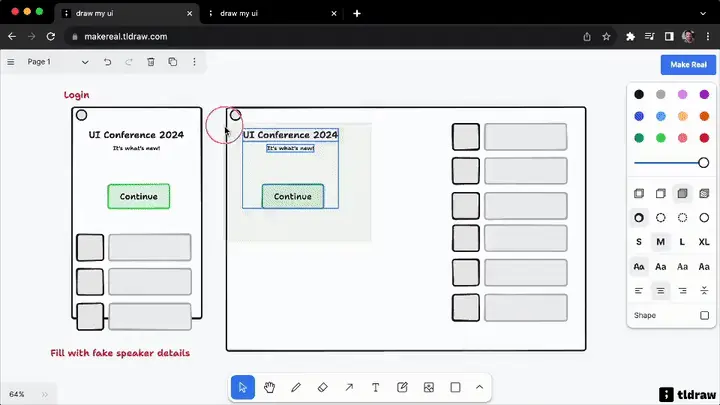 draw my ui
draw my ui
makereal.tldraw.com
Page 1
Make Real
Login
UI Conference 2024
It's what's new!
Continue
Fill with fake speaker details
UI Conference 2024
It's what's new!
Continue
S M L XL
Aa Aa Aa Aa
Shape
64%
tldraw